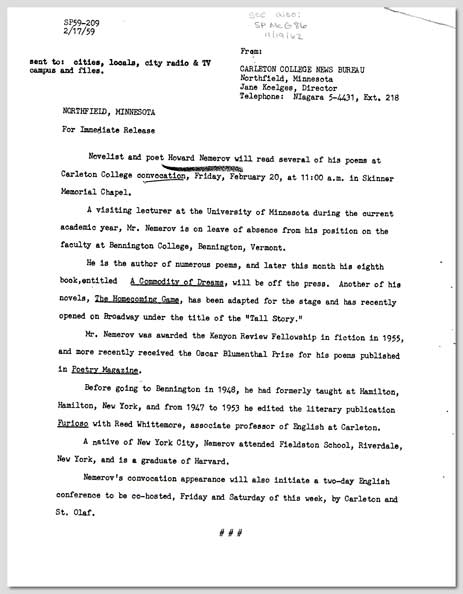 SP59-209
2/17/59
see also:
SP McG 86
11/19/62
From:
sent to: cities, locals, city radio & TV
campus and files.
CARLETON COLLEGE NEWS BUREAU
Northfield, Minnesota
Jane Koelges, Director
Telephone: NIagara 5-4431, Ext. 218
NORTHFIELD, MINNESOTA
For Immediate Release
Novelist and poet Howard Nemerov will read several of his poems at
Carleton College convocation, Friday, February 20, at 11:00 a.m. in Skinner
Memorial Chapel.
A visiting lecturer at the University of Minnesota during the current
academic year, Mr. Nemerov is on leave of absence from his position on the
faculty at Bennington College, Bennington, Vermont.
He is the author of numerous poems, and later this month his eighth
book,entitled A Commodity of Dreams, will be off the press. Another of his
novels, The Homecoming Game, has been adapted for the stage and has recently
opened on Broadway under the title of the "Tall Story."
Mr. Nemerov was awarded the Kenyon Review Fellowship in fiction in 1955,
and more recently received the Oscar Blumenthal Prize for his poems published
in Poetry Magazine.
Before going to Bennington in 1948, he had formerly taught at Hamilton,
Hamilton, New York, and from 1947 to 1953 he edited the literary publication
Furioso with Reed Whittemore, associate professor of English at Carleton.
A native of New York City, Nemerov attended Fieldston School, Riverdale,
New York, and is a graduate of Harvard.
Nemerov's convocation appearance will also initiate a two-day English
conference to be co-hosted, Friday and Saturday of this week, by Carleton and
St. Olaf.
# # #